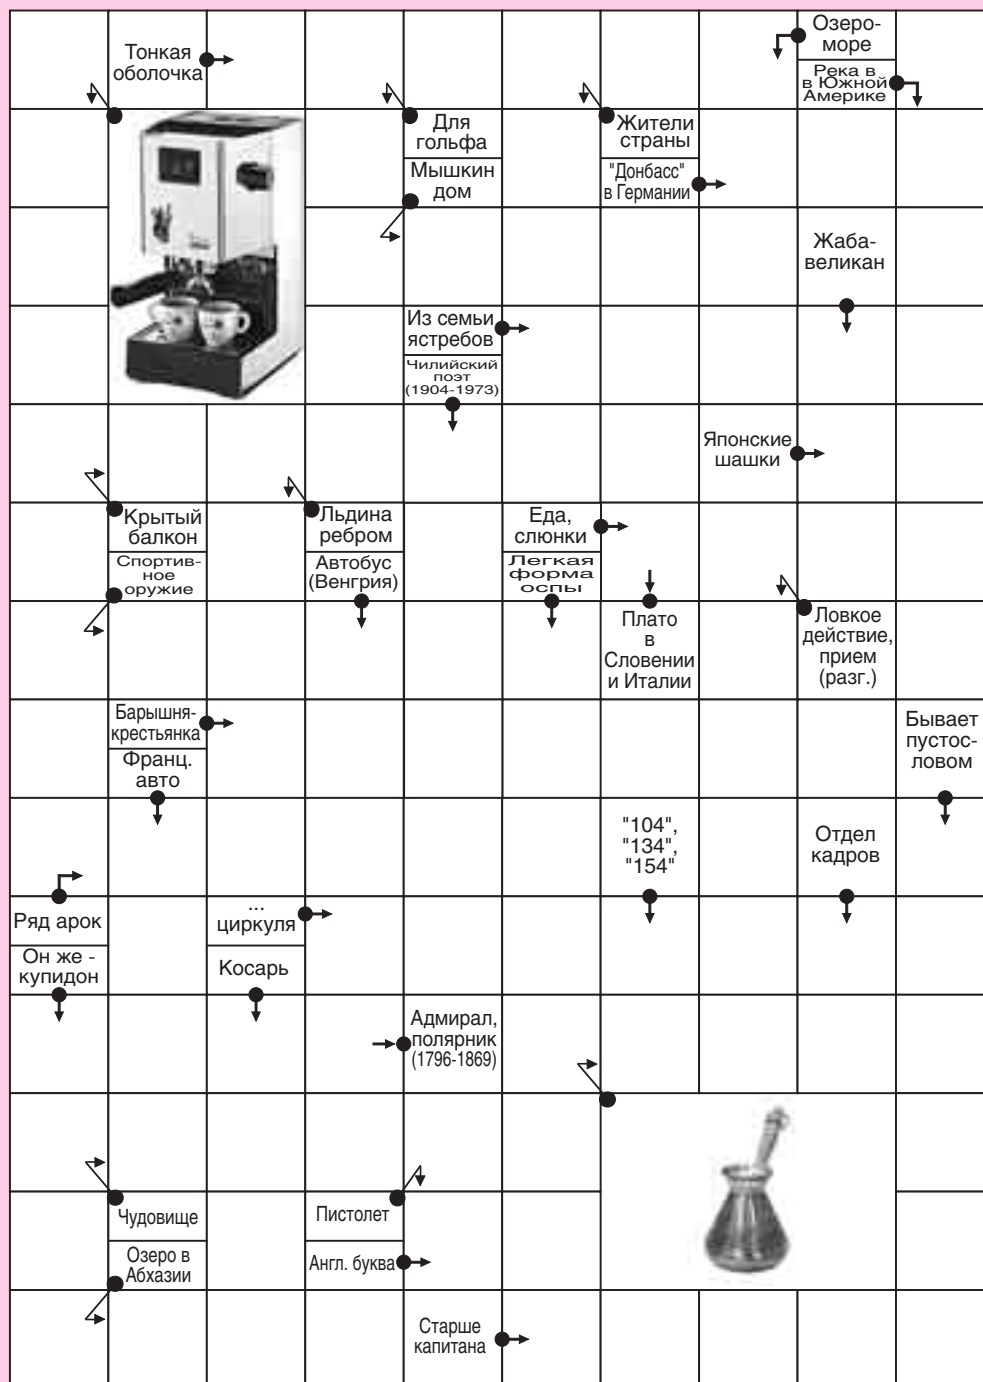 Тонкая
оболочка
Озеро-
море
Река в
в Южной
Америке
Для
гольфа
Мышкин
дом
Жители
страны
"Донбасс"
в Германии
Жаба-
великан
Из семьи
ястребов
Чилийский
поэт
(1904-1973)
Японские
шашки
Крытый
балкон
Спортив-
ное
оружие
Льдина
ребром
Автобус
(Венгрия)
Еда,
слюнки
Легкая
форма
оспы
Плато
в
Словении
и Италии
Ловкое
действие,
прием
(разг.)
Барышня-
крестьянка
Франц.
авто
Бывает
пустос-
ловом
"104",
"134",
"154"
Отдел
кадров
Ряд арок
Он же -
купидон
...
циркуля
Косарь
Адмирал,
полярник
(1796-1869)
Чудовище
Озеро в
Абхазии
Пистолет
Англ. буква
Старше
капитана